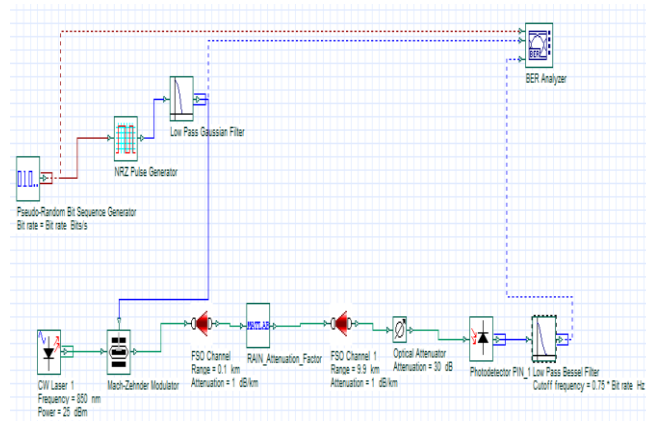 BER
BER Analyzer
Low Pass Gaussian Filter
NRZ Pulse Generator
010...
Pseudo-Random Bit Sequence Generator
Bit rate = Bit rate Bits/s
MATLAB
CW Laser 1
Frequency = 850 nm
Power = 25 dBm
Mach-Zehnder Modulator
FSO Channel
Range = 0.1 km
Attenuation = 1 dB/km
RAIN_Attenuation_Factor
FSO Channel 1
Range = 9.9 km
Attenuation = 1 dB/km
Optical Attenuator
Attenuation = 30 dB
Photodetector PIN_1
Low Pass Bessel Filter
Cutoff frequency = 0.75 * Bit rate Hz